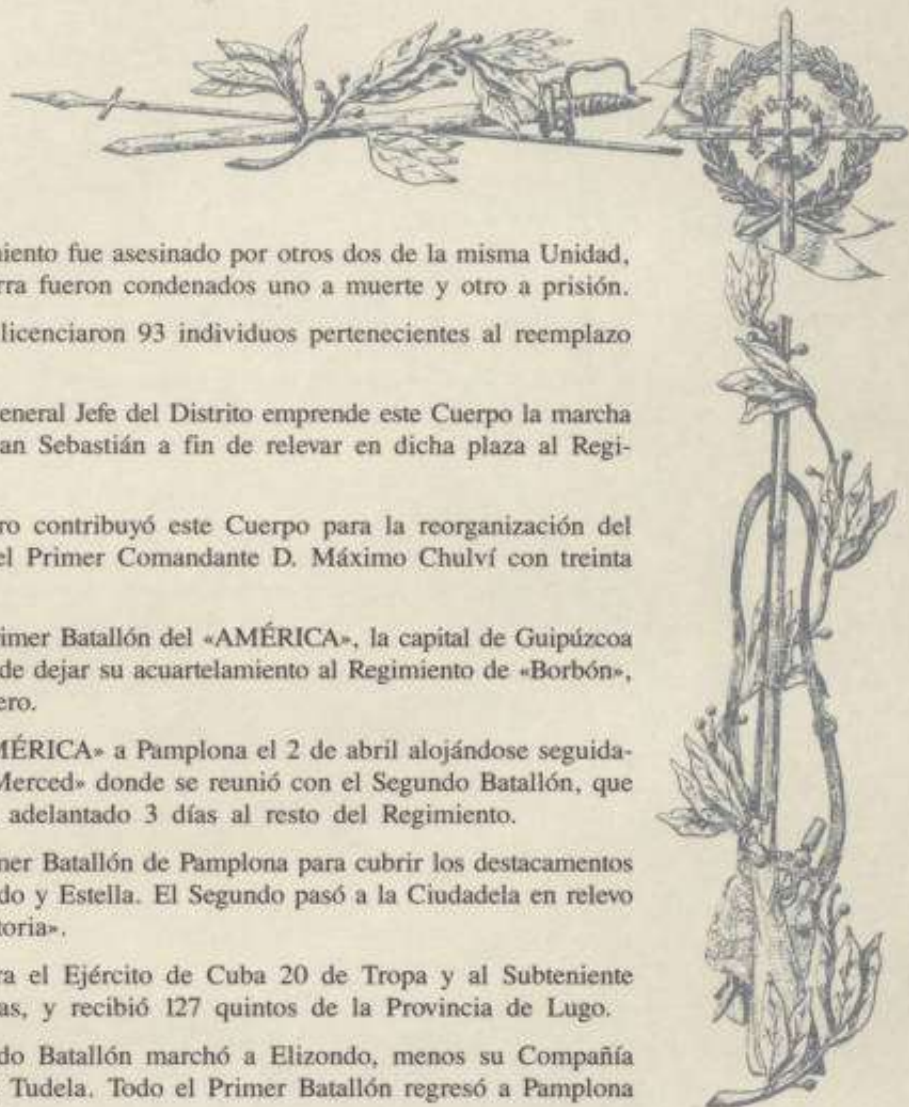 miento fue asesinado por otros dos de la misma Unidad,
rra fueron condenados uno a muerte y otro a prisión.
licenciaron 93 individuos pertenecientes al reemplazo
eneral Jefe del Distrito emprende este Cuerpo la marcha
an Sebastián a fin de relevar en dicha plaza al Regi-
ro contribuyó este Cuerpo para la reorganización del
el Primer Comandante D. Máximo Chulví con treinta
rimer Batallón del «AMÉRICA», la capital de Guipúzcoa
de dejar su acuartelamiento al Regimiento de «Borbón»,
ero.
MÉRICA» a Pamplona el 2 de abril alojándose seguida-
Merced» donde se reunió con el Segundo Batallón, que
adelantado 3 días al resto del Regimiento.
ner Batallón de Pamplona para cubrir los destacamentos
do y Estella. El Segundo pasó a la Ciudadela en relevo
toria».
ra el Ejército de Cuba 20 de Tropa y al Subteniente
as, y recibió 127 quintos de la Provincia de Lugo.
do Batallón marchó a Elizondo, menos su Compañía
Tudela. Todo el Primer Batallón regresó a Pamplona